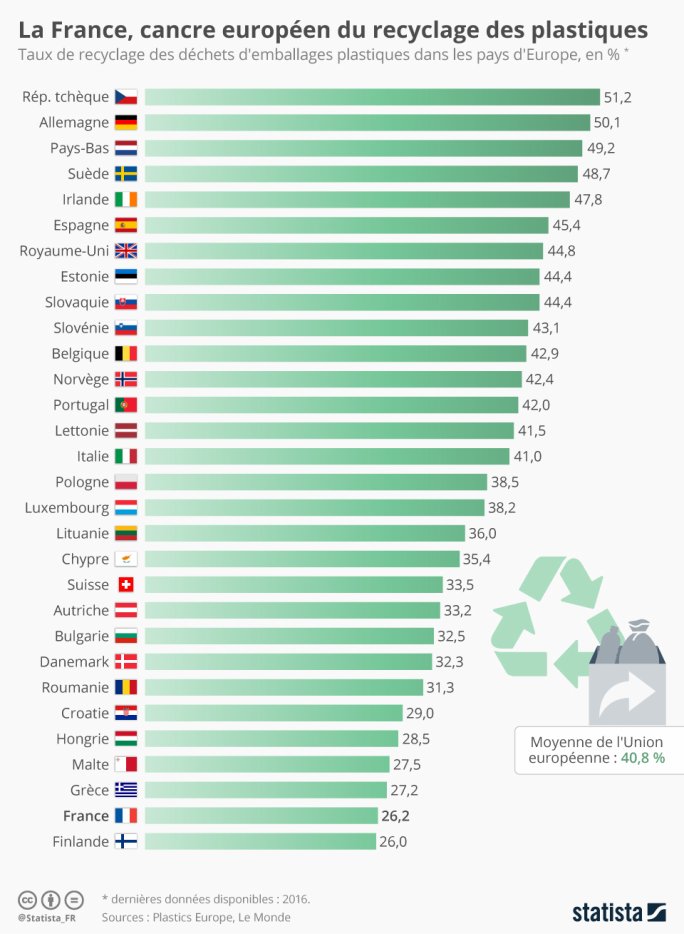 La France, cancre européen du recyclage des plastiques
Taux de recyclage des déchets d'emballages plastiques dans les pays d'Europe, en % *
Rép. tchèque 51,2
Allemagne 50,1
Pays-Bas 49,2
Suède 48,7
Irlande 47,8
Espagne 45,4
Royaume-Uni 44,8
Estonie 44,4
Slovaquie 44,4
Slovénie 43,1
Belgique 42,9
Norvège 42,4
Portugal 42,0
Lettonie 41,5
Italie 41,0
Pologne 38,5
Luxembourg 38,2
Lituanie 36,0
Chypre 35,4
Suisse 33,5
Autriche 33,2
Bulgarie 32,5
Danemark 32,3
Roumanie 31,3
Croatie 29,0
Hongrie 28,5
Malte 27,5
Grèce 27,2
France 26,2
Finlande 26,0
Moyenne de l'Union
européenne : 40,8 %
cc
@Statista_FR
* dernières données disponibles : 2016.
Sources : Plastics Europe, Le Monde
statista